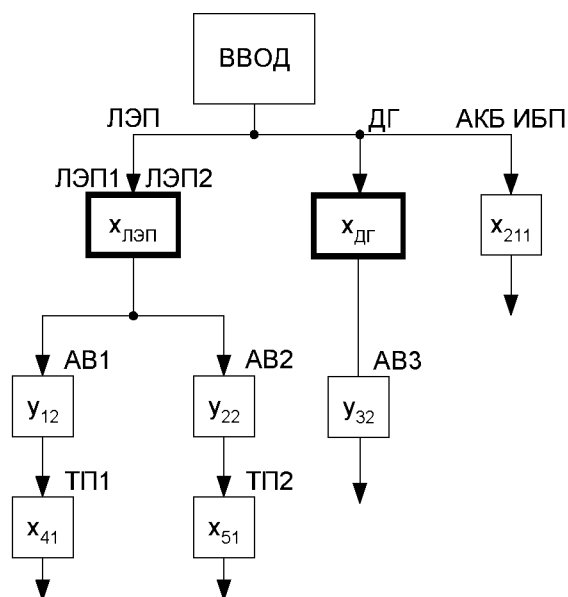 ВВОД
ЛЭП ДГ АКБ ИБП
ЛЭП1 ЛЭП2
xЛЭП xДГ x211
АВ1 АВ2 АВ3
y12 y22 y32
ТП1 ТП2
x41 x51